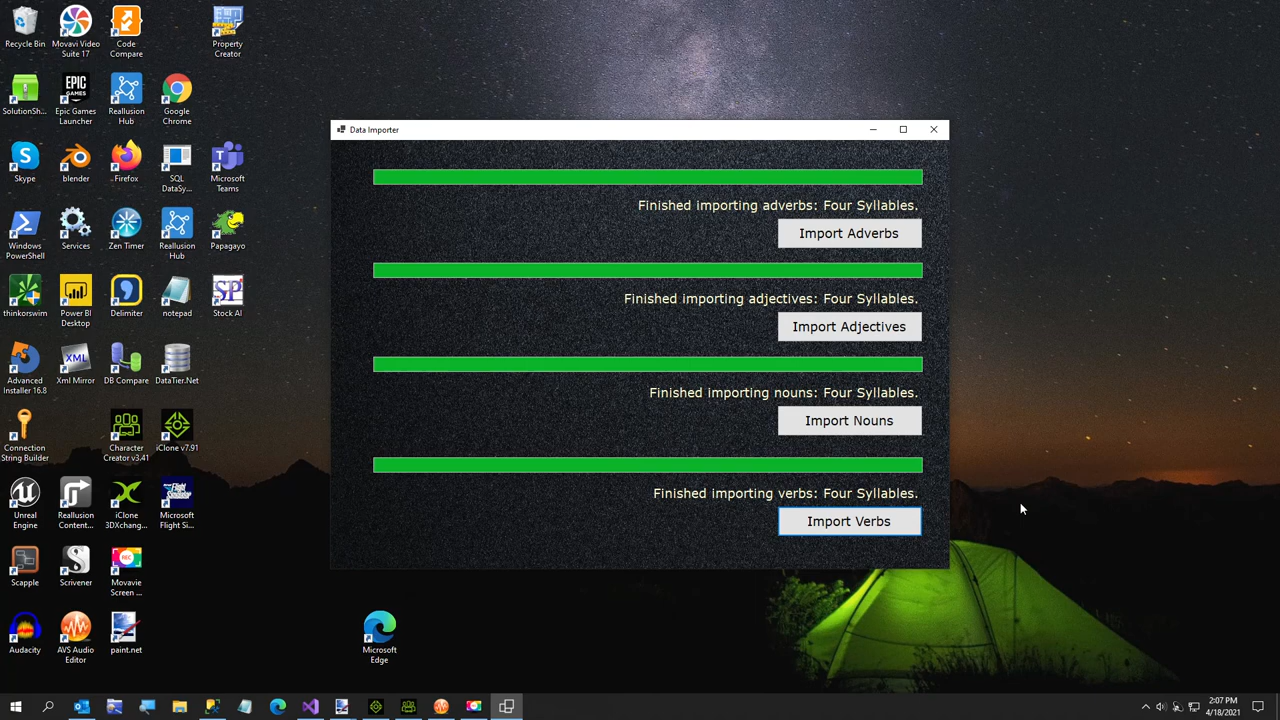 Recycle Bin
Movavi Video
Suite 17
Code
Compare
Property
Creator
SolutionSh...
EPIC
GAMES
Epic Games
Launcher
Reallusion
Hub
Google
Chrome
Skype
blender
Firefox
SQL
DataSy...
Microsoft
Teams
Windows
PowerShell
Services
Zen Timer
Reallusion
Hub
Papagayo
thinkorswim
Power BI
Desktop
Delimiter
notepad
SP
Stock AI
Advanced
Installer 16.8
XML
Xml Mirror
DB Compare
DataTier.Net
Connection
String Builder
Character
Creator v3.41
iClone v7.91
Unreal
Engine
Reallusion
Content...
iClone
3DXchang...
Microsoft
Flight Si...
Scapple
Scrivener
REC
Movavie
Screen ...
Audacity
AVS Audio
Editor
paint.net
Microsoft
Edge
Data Importer
Finished importing adverbs: Four Syllables.
Import Adverbs
Finished importing adjectives: Four Syllables.
Import Adjectives
Finished importing nouns: Four Syllables.
Import Nouns
Finished importing verbs: Four Syllables.
Import Verbs
2:07 PM
4/18/2021